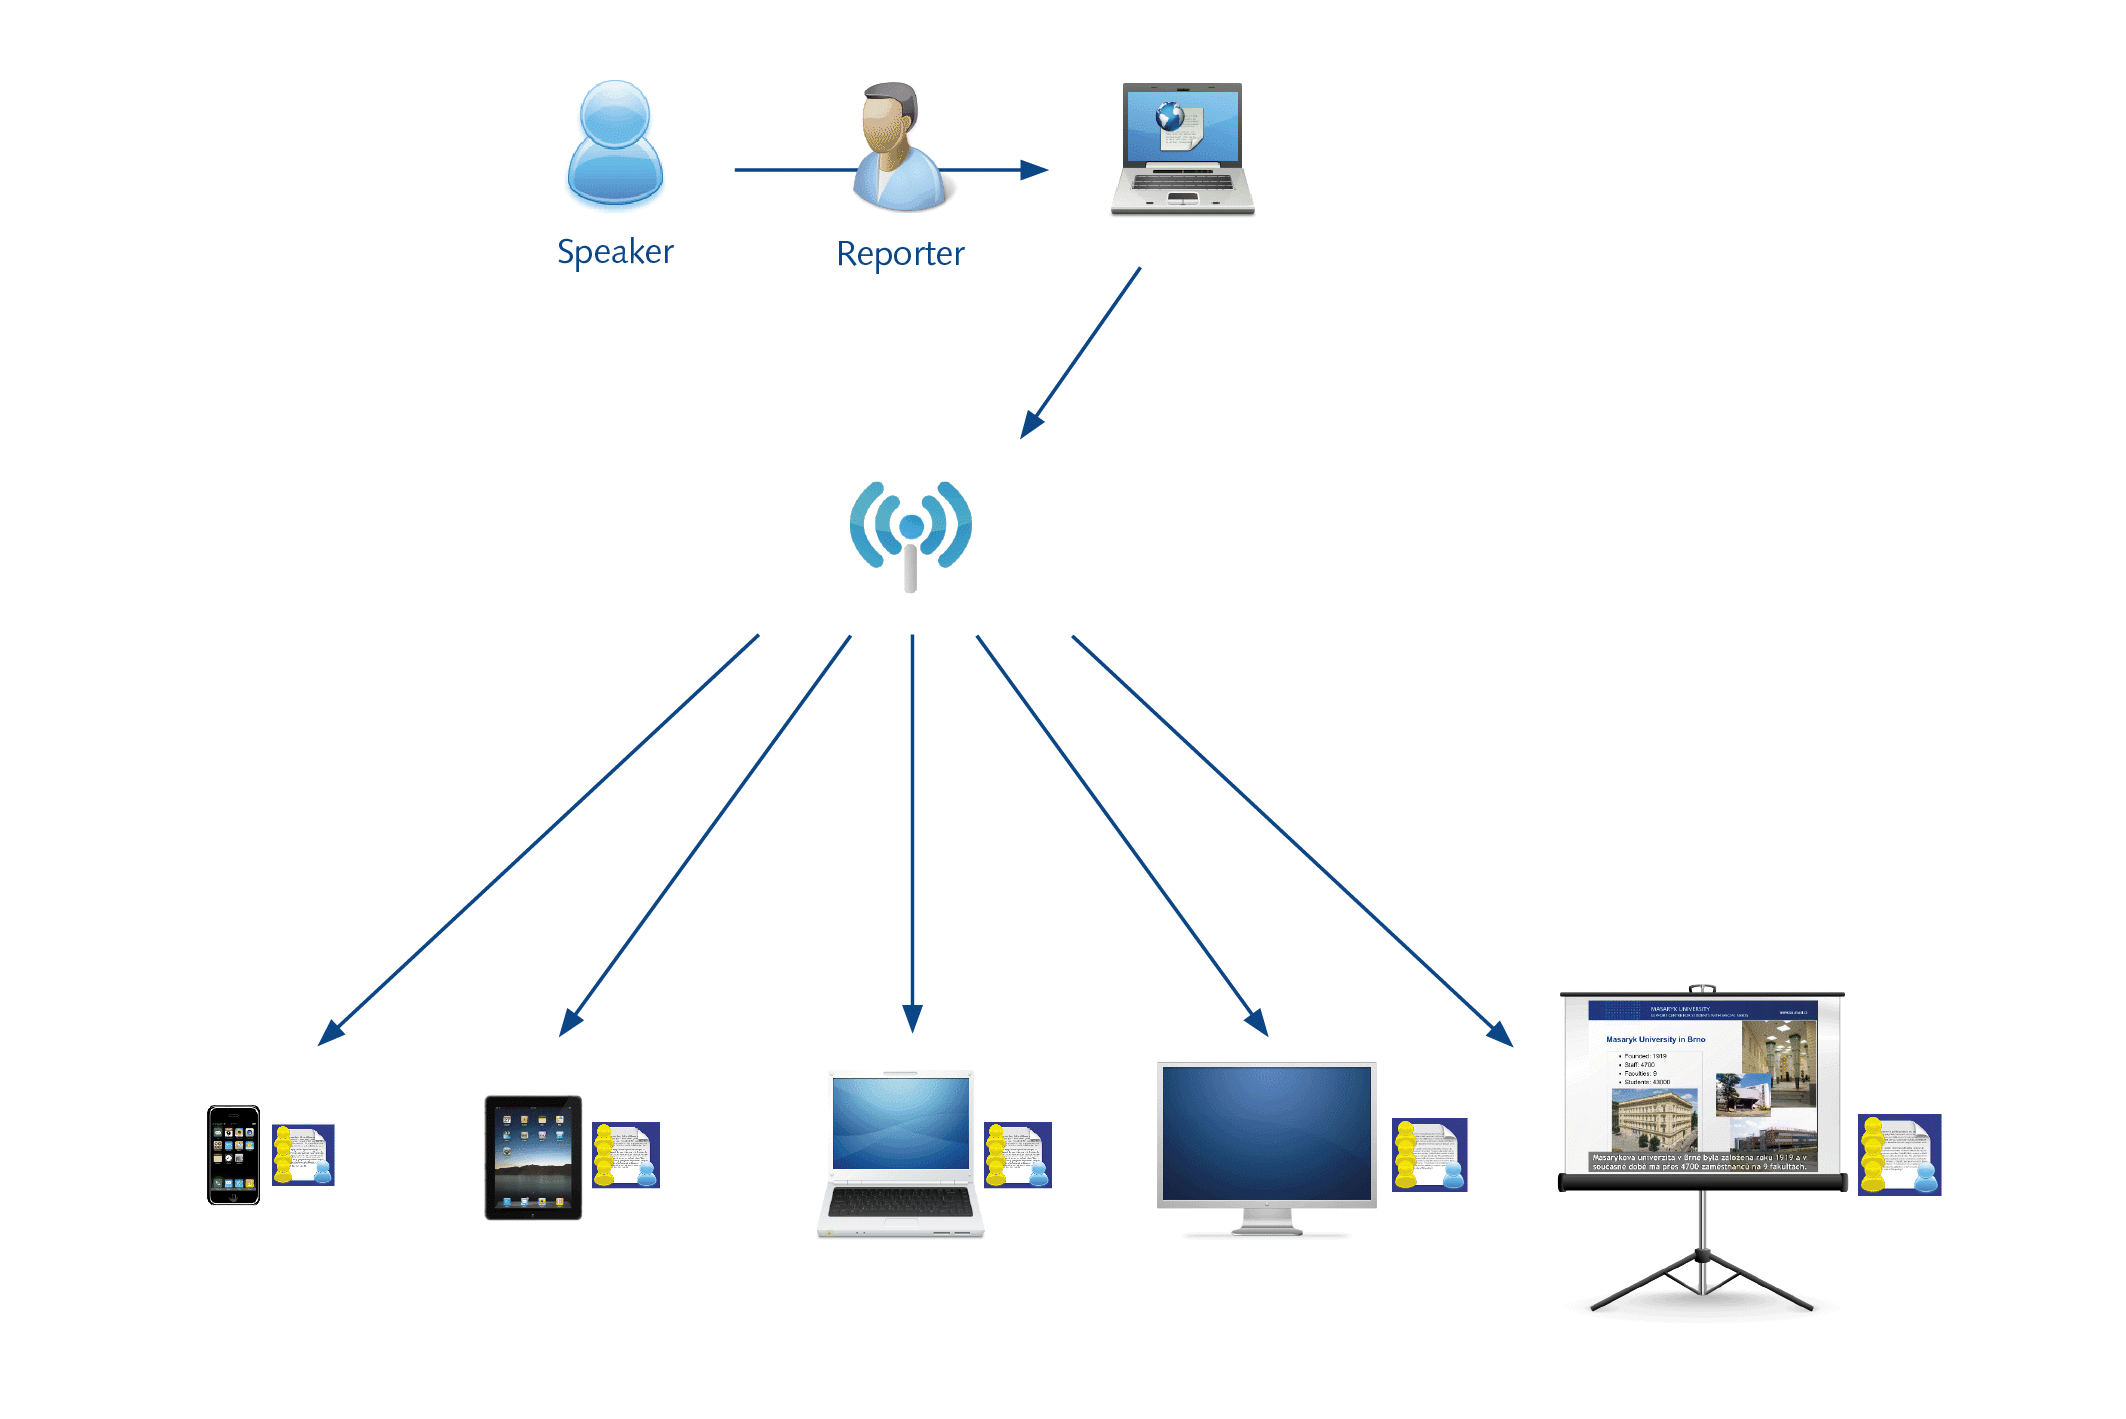 Speaker
Reporter
MASARYK UNIVERSITY
Masaryk University in Brno
• Founded: 1919
• Staff: 4700
• Faculties: 9
• Students: 43000
Masarykova univerzita v Brně byla založena roku 1919 a v
současné době má přes 4700 zaměstnanců na 9 fakultách.